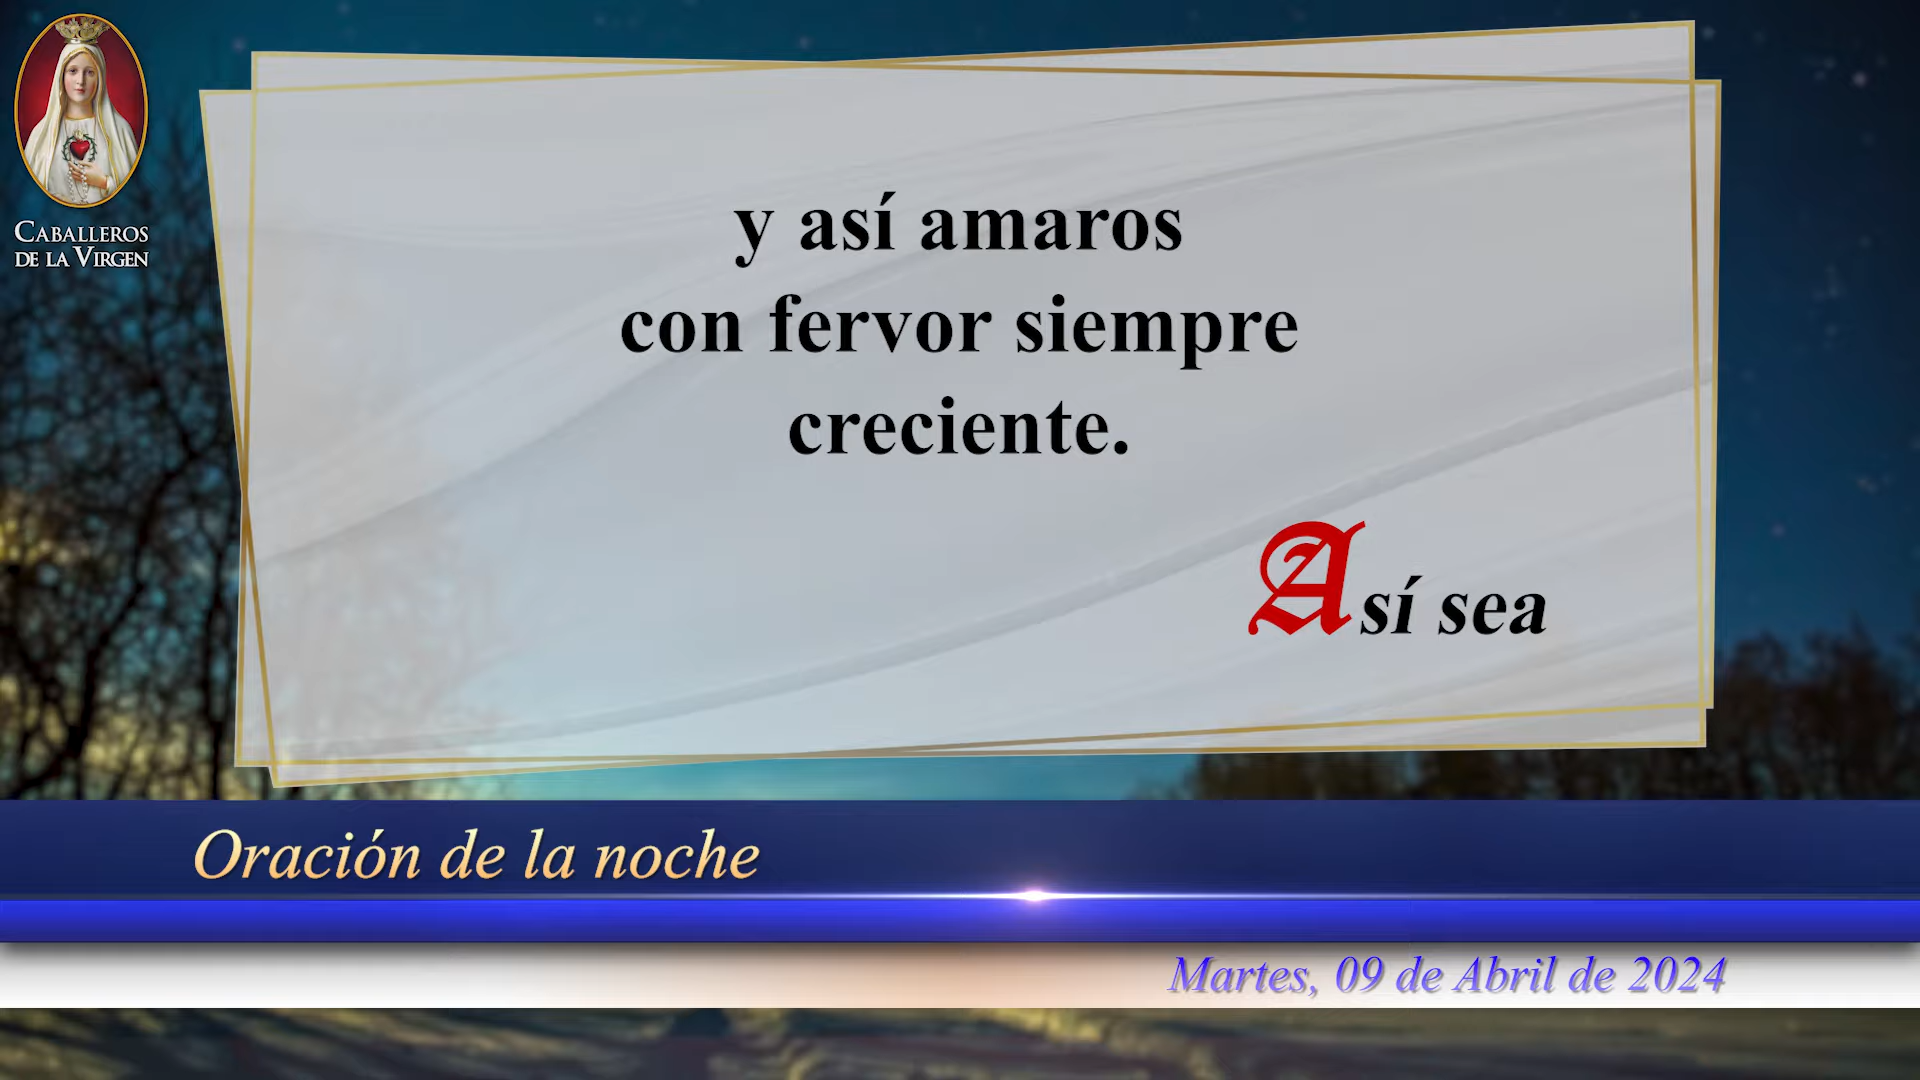 CABALLEROS
DE LA VIRGEN
y así amaros
con fervor siempre
creciente.
Así sea
Oración de la noche
Martes, 09 de Abril de 2024